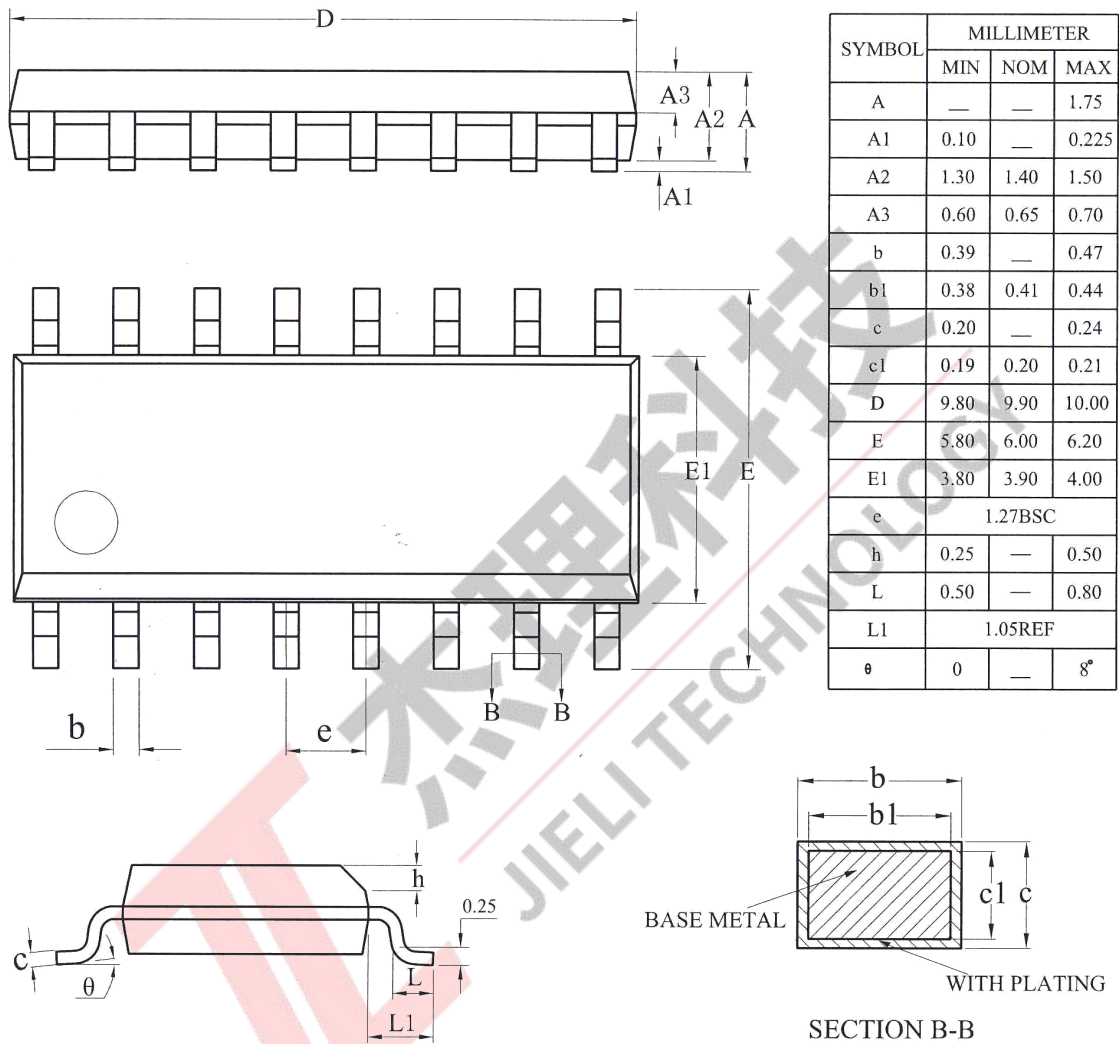 D
A3
A2
A
A1
E1
E
b
e
B
B
h
0.25
c
θ
L
L1
SYMBOL MILLIMETER
MIN NOM MAX
A — — 1.75
A1 0.10 — 0.225
A2 1.30 1.40 1.50
A3 0.60 0.65 0.70
b 0.39 — 0.47
b1 0.38 0.41 0.44
c 0.20 — 0.24
c1 0.19 0.20 0.21
D 9.80 9.90 10.00
E 5.80 6.00 6.20
E1 3.80 3.90 4.00
e 1.27BSC
h 0.25 — 0.50
L 0.50 — 0.80
L1 1.05REF
θ 0 — 8°
b
b1
c1
c
BASE METAL
WITH PLATING
SECTION B-B
杰理科技
JIELI TECHNOLOGY